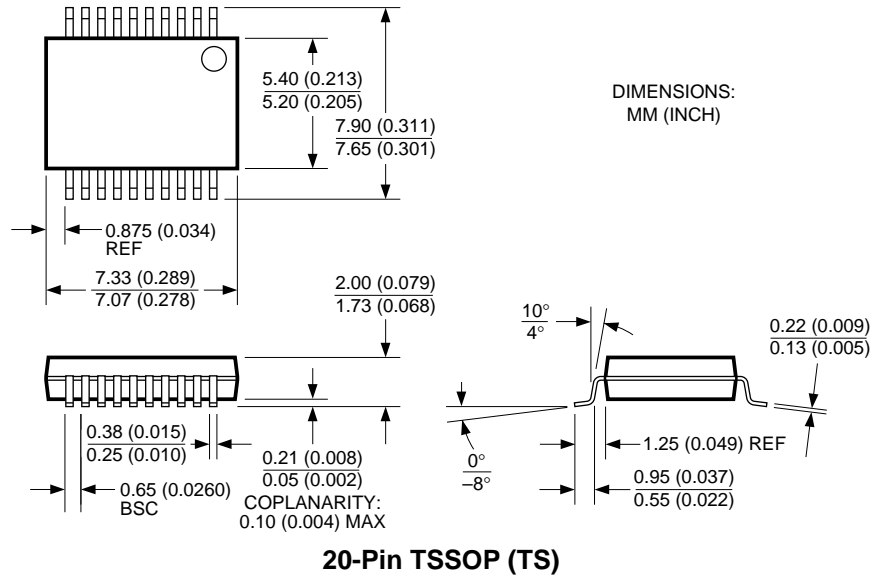 5.40 (0.213)
5.20 (0.205)
DIMENSIONS:
MM (INCH)
7.90 (0.311)
7.65 (0.301)
0.875 (0.034)
REF
7.33 (0.289)
7.07 (0.278)
2.00 (0.079)
1.73 (0.068)
10°
4°
0.22 (0.009)
0.13 (0.005)
0.38 (0.015)
0.25 (0.010)
0.21 (0.008)
0.05 (0.002)
COPLANARITY:
0.10 (0.004) MAX
0.65 (0.0260)
BSC
0°
–8°
1.25 (0.049) REF
0.95 (0.037)
0.55 (0.022)
20-Pin TSSOP (TS)